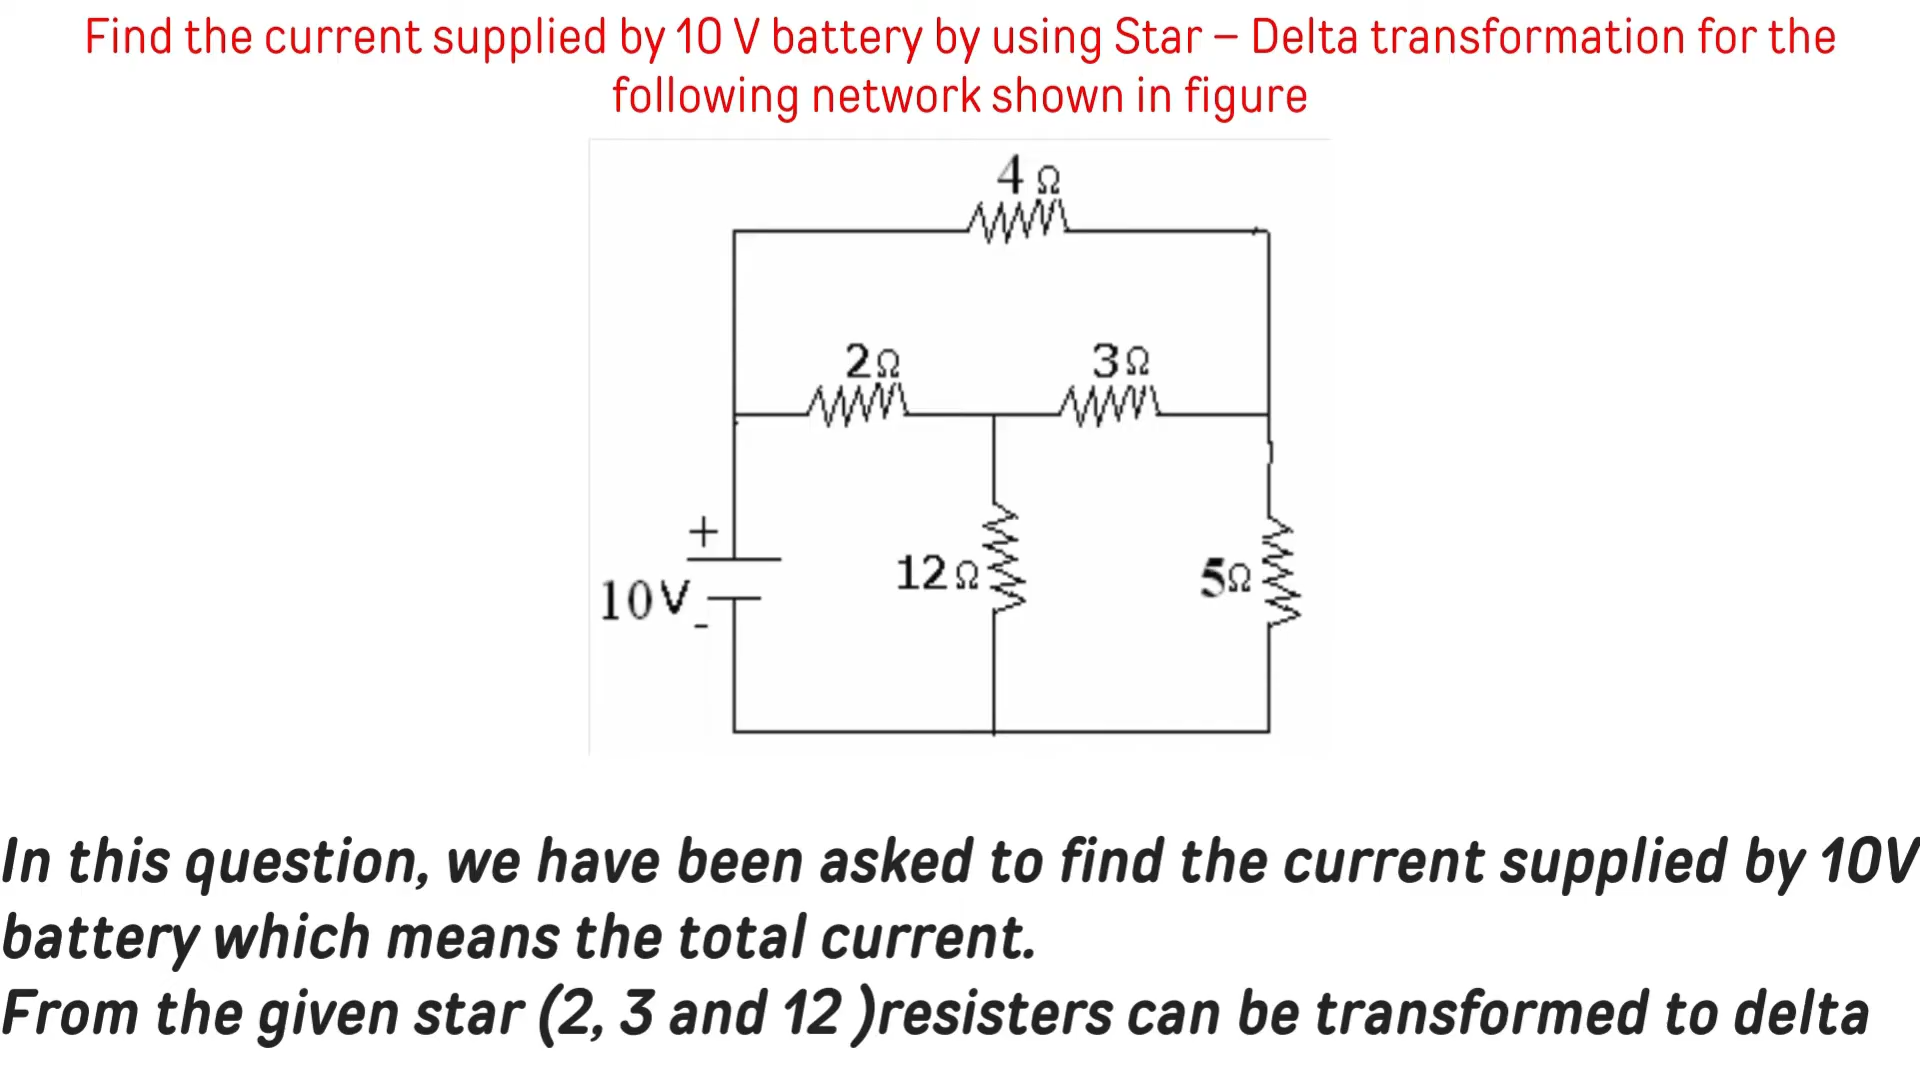 Find the current supplied by 10 V battery by using Star – Delta transformation for the
following network shown in figure
4 Ω
2Ω
3Ω
+
12Ω
5Ω
10V
-
In this question, we have been asked to find the current supplied by 10V
battery which means the total current.
From the given star (2, 3 and 12 )resisters can be transformed to delta